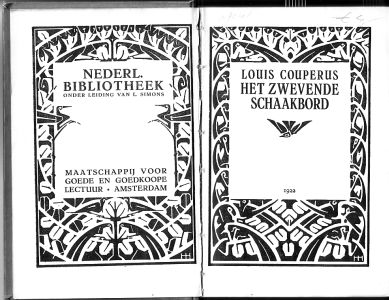 NEDERL.
BIBLIOTHEEK
ONDER LEIDING VAN L. SIMONS
MAATSCHAPPIJ VOOR
GOEDE EN GOEDKOOPE
LECTUUR • AMSTERDAM
LOUIS COUPERUS
HET ZWEVENDE
SCHAAKBORD
1922